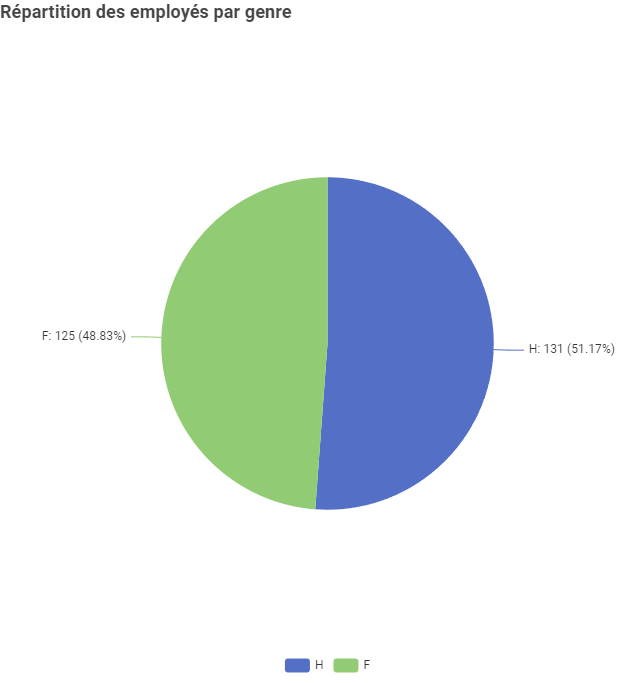 Répartition des employés par genre
F: 125 (48.83%)
H: 131 (51.17%)
H
F